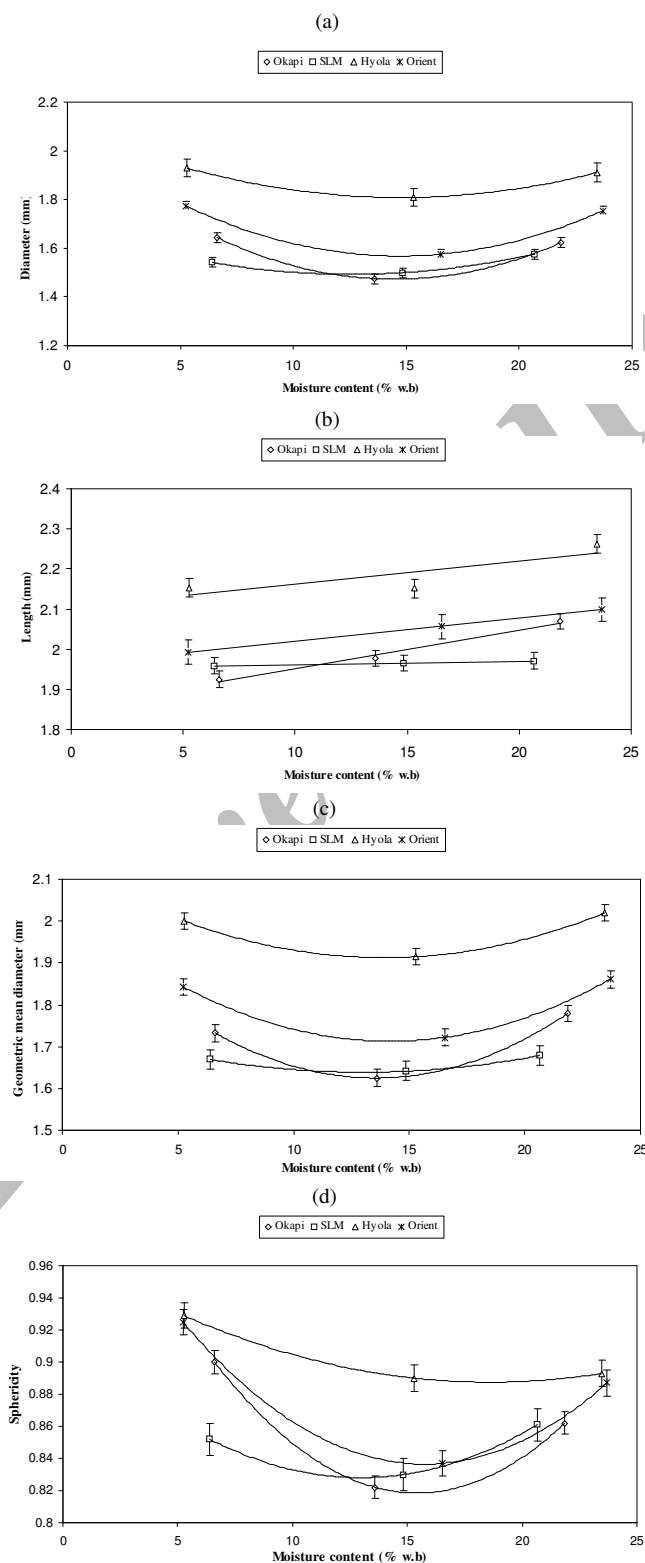 (a)
Okapi SLM Hyola Orient
2.2
2
1.8
1.6
1.4
1.2
Diameter (mm)
0 5 10 15 20 25
Moisture content (% w.b)
(b)
Okapi SLM Hyola Orient
2.4
2.3
2.2
2.1
2
1.9
1.8
Length (mm)
0 5 10 15 20 25
Moisture content (% w.b)
(c)
Okapi SLM Hyola Orient
2.1
2
1.9
1.8
1.7
1.6
1.5
Geometric mean diameter (mm
0 5 10 15 20 25
Moisture content (% w.b)
(d)
Okapi SLM Hyola Orient
0.96
0.94
0.92
0.9
0.88
0.86
0.84
0.82
0.8
Sphericity
0 5 10 15 20 25
Moisture content (% w.b)